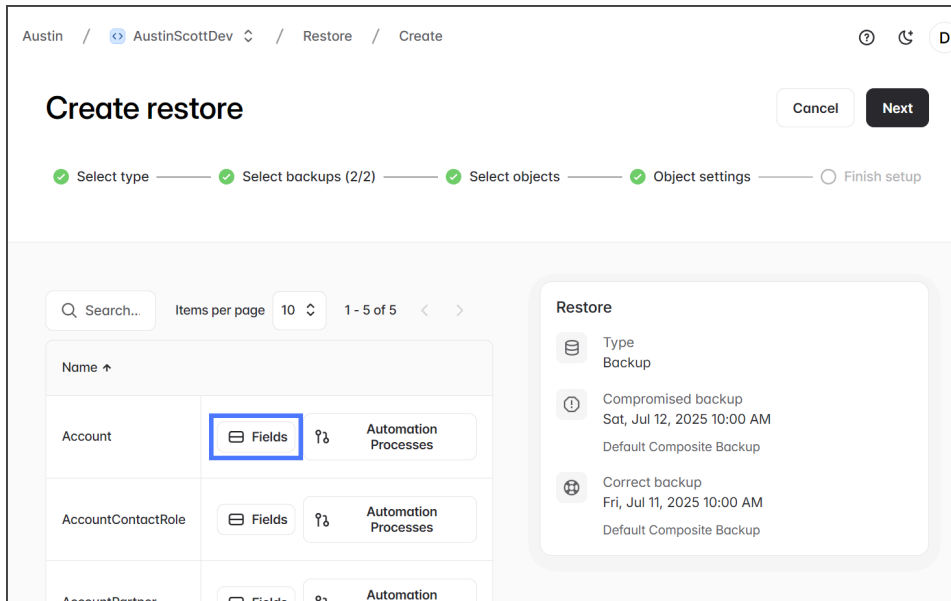 Austin / AustinScottDev / Restore / Create
D
Create restore
Cancel
Next
Select type
Select backups (2/2)
Select objects
Object settings
Finish setup
Search...
Items per page 10 1 - 5 of 5
Name
Account
Fields
Automation
Processes
AccountContactRole
Fields
Automation
Processes
AccountPartner
Fields
Automation
Restore
Type
Backup
Compromised backup
Sat, Jul 12, 2025 10:00 AM
Default Composite Backup
Correct backup
Fri, Jul 11, 2025 10:00 AM
Default Composite Backup